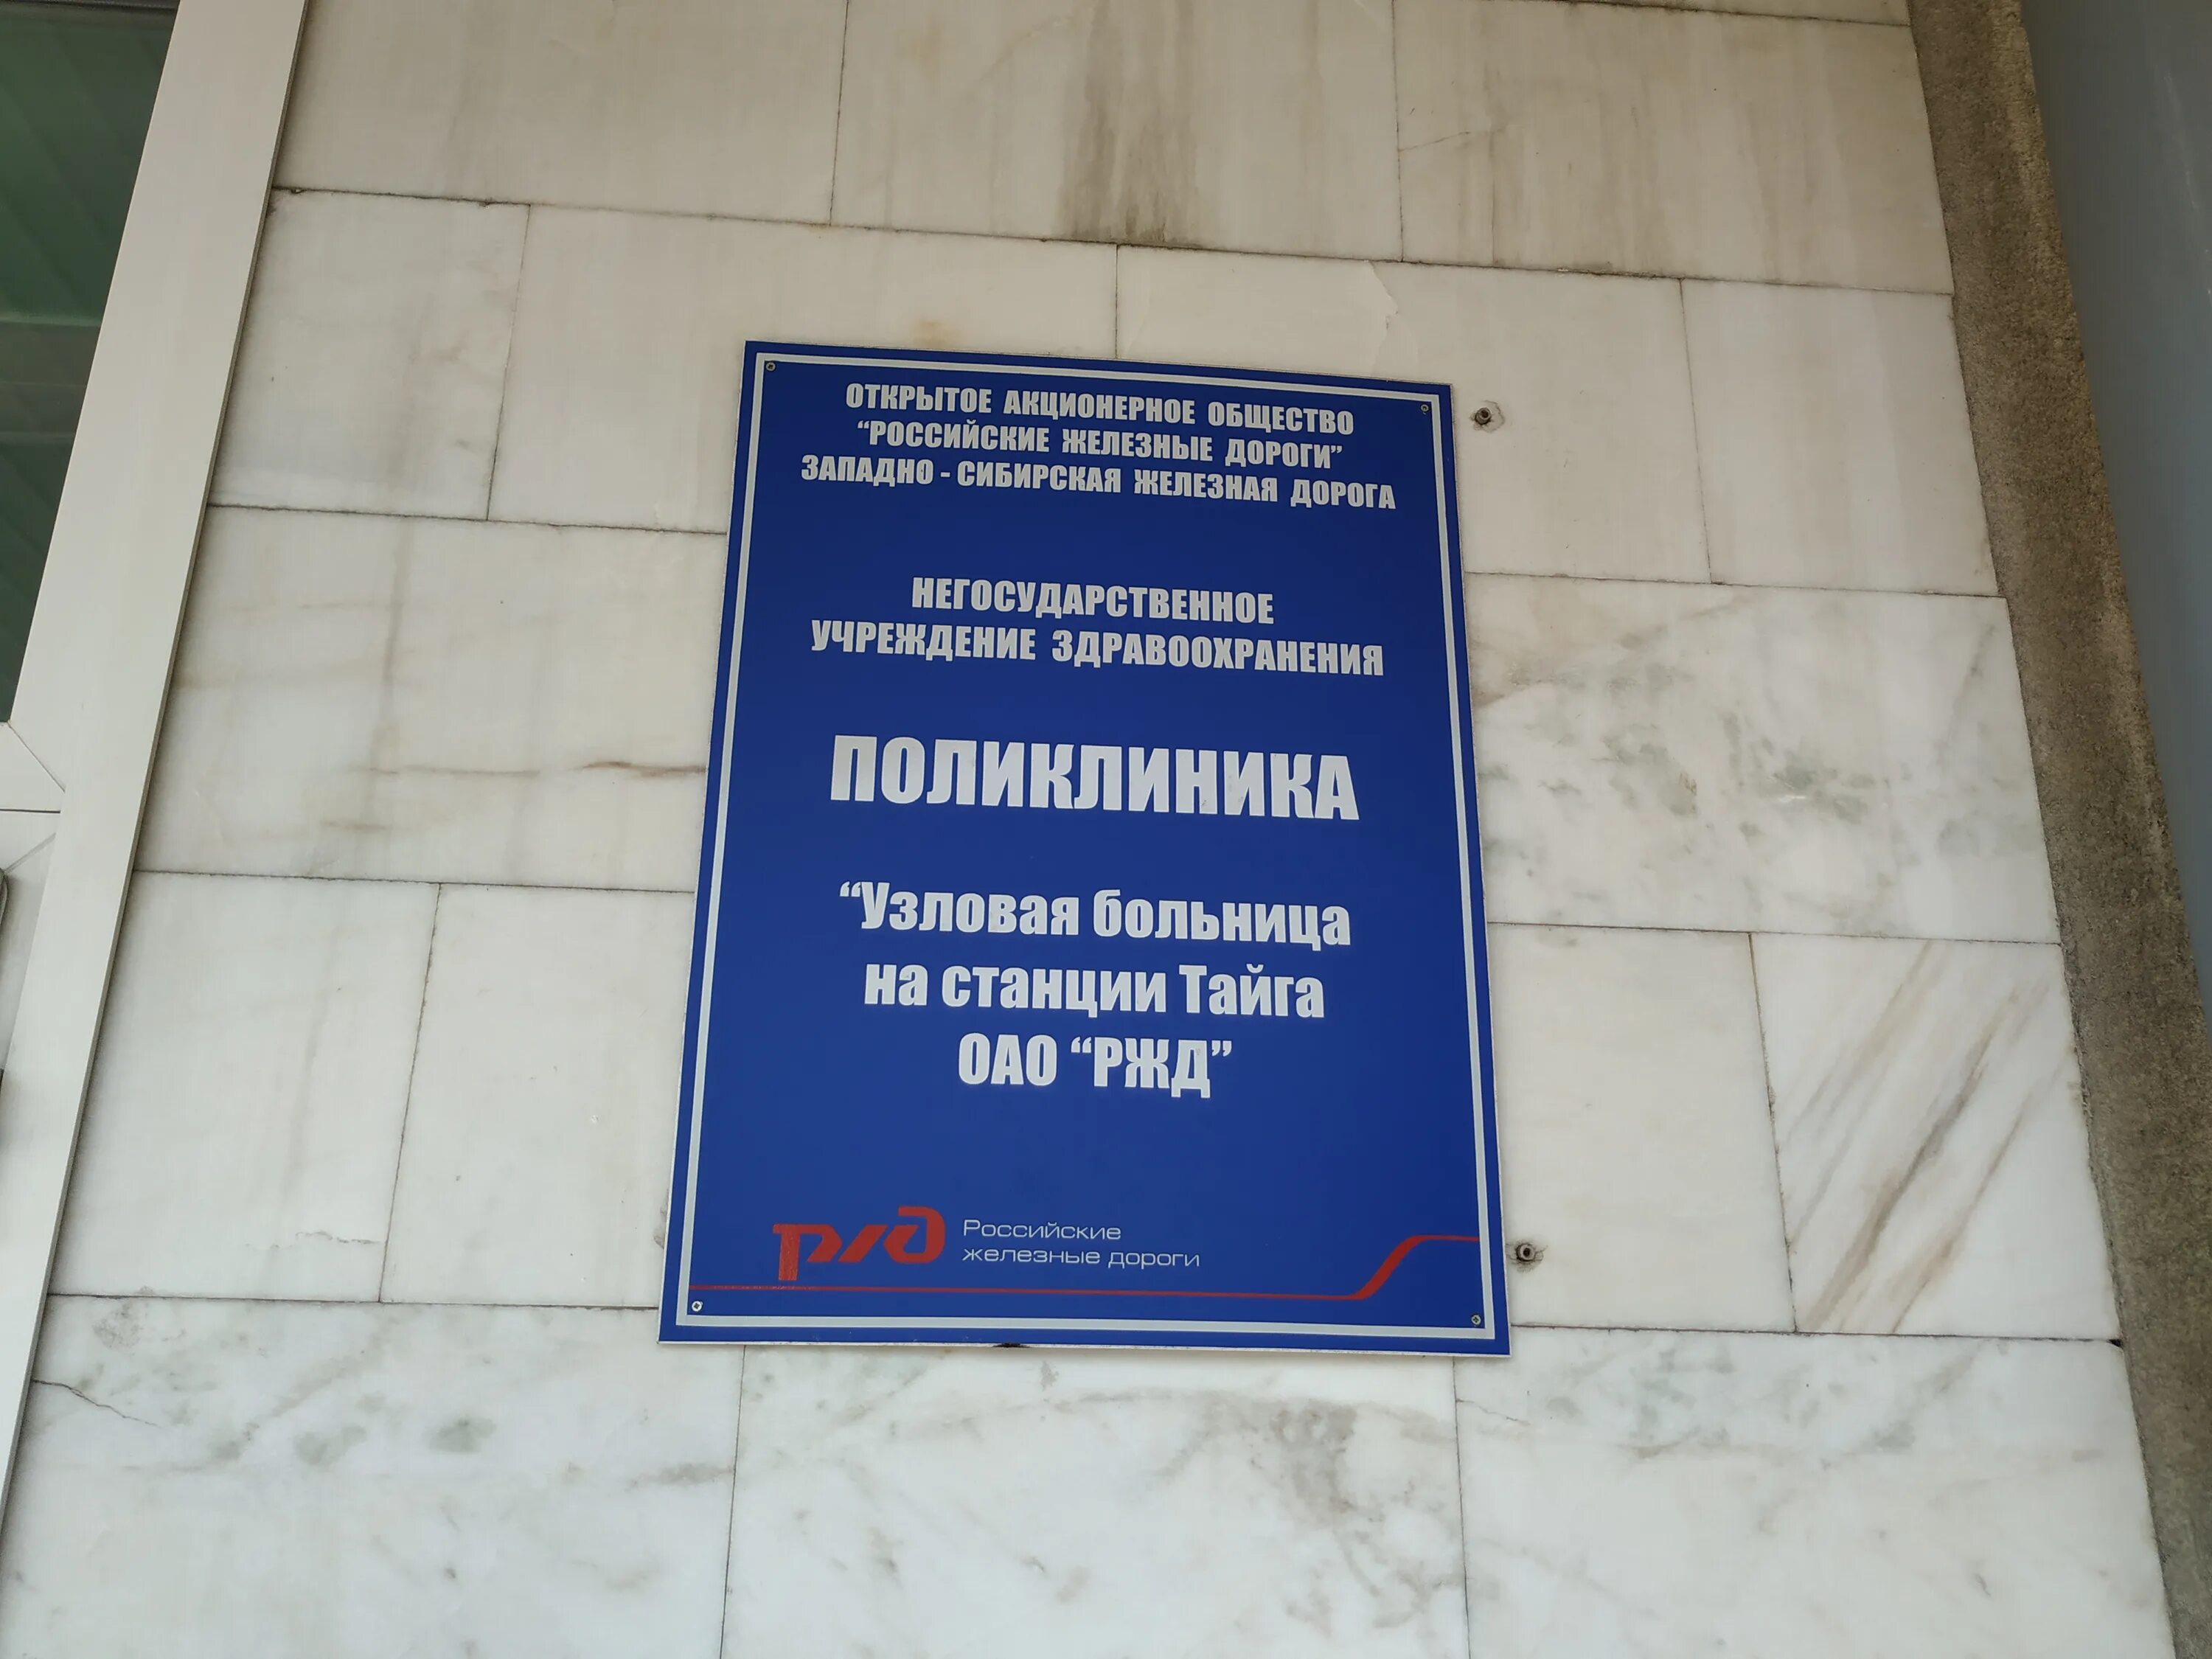 ОТКРЫТОЕ АКЦИОНЕРНОЕ ОБЩЕСТВО
“РОССИЙСКИЕ ЖЕЛЕЗНЫЕ ДОРОГИ”
ЗАПАДНО - СИБИРСКАЯ ЖЕЛЕЗНАЯ ДОРОГА
НЕГОСУДАРСТВЕННОЕ
УЧРЕЖДЕНИЕ ЗДРАВООХРАНЕНИЯ
ПОЛИКЛИНИКА
“Узловая больница
на станции Тайга
ОАО “РЖД”
ржд
Российские
железные дороги